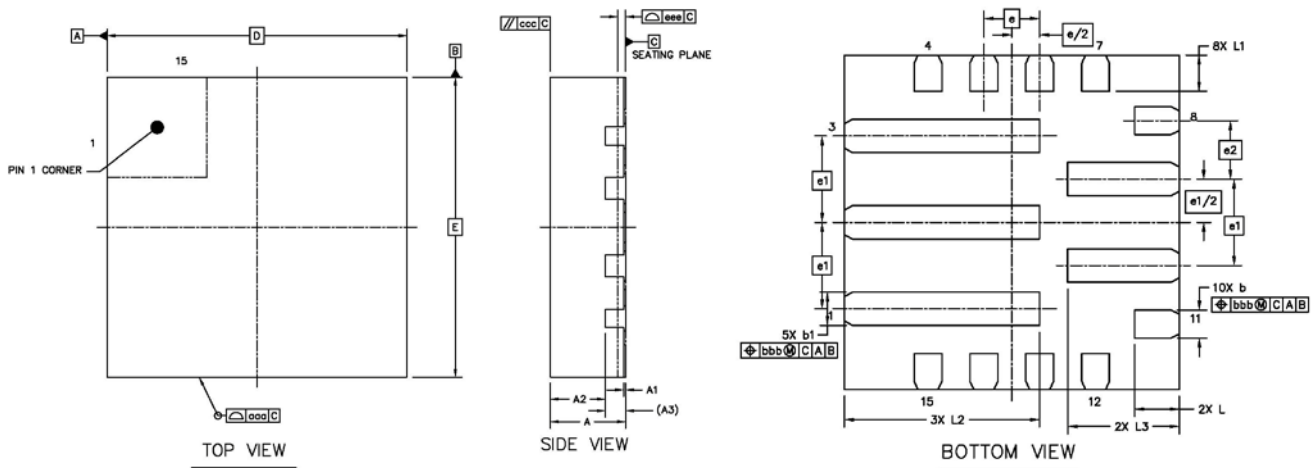 A
D
B
15
1
PIN 1 CORNER
E
⌓ aaa C
TOP VIEW
// ccc C
⌓ eee C
C
SEATING PLANE
A1
A2
(A3)
A
SIDE VIEW
e
e/2
4
7
8X L1
3
8
e2
e1
e1/2
e1
e1
10X b
⌖ bbb Ⓜ C A B
1
11
5X b1
⌖ bbb Ⓜ C A B
15
12
3X L2
2X L
2X L3
BOTTOM VIEW